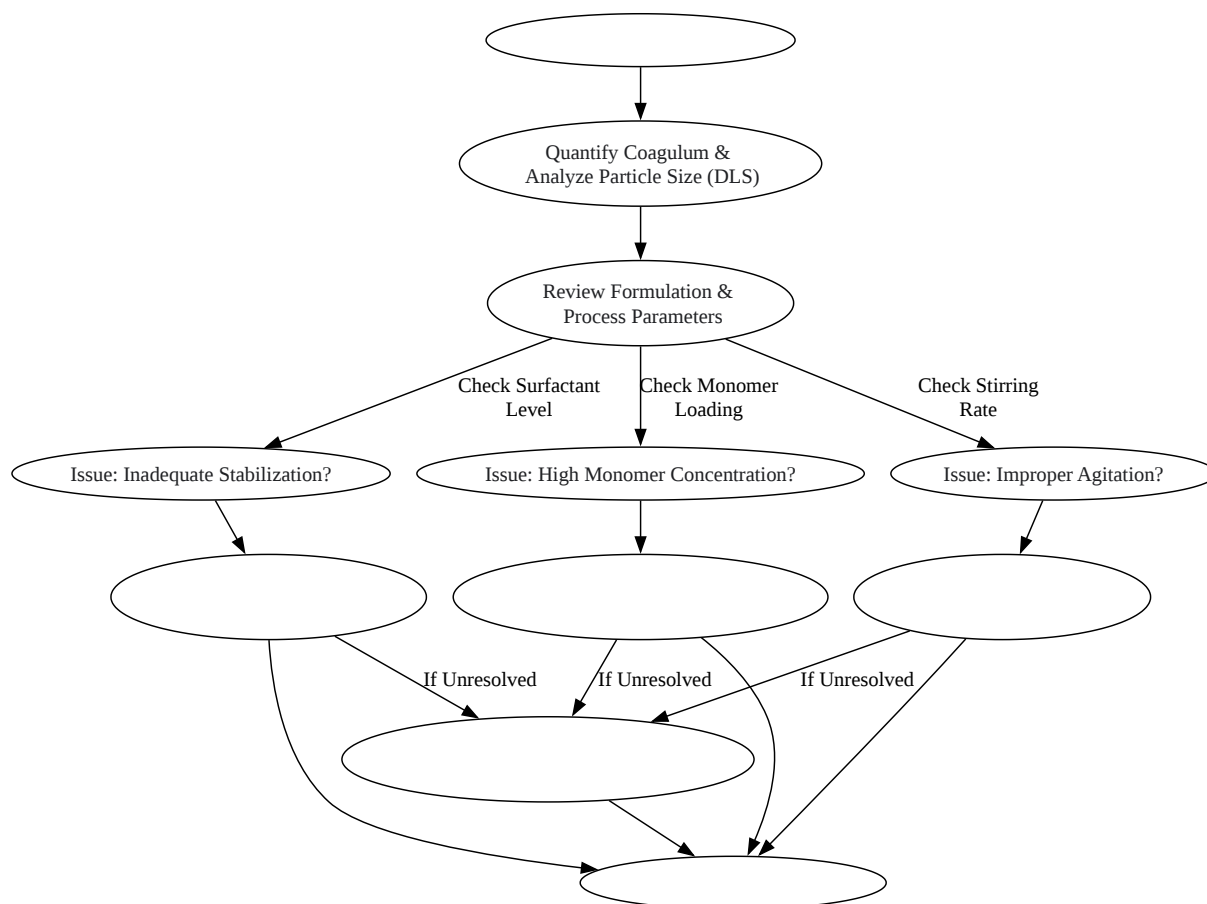 Quantify Coagulum &
Analyze Particle Size (DLS)
Review Formulation &
Process Parameters
Check Surfactant
Level
Check Monomer
Loading
Check Stirring
Rate
Issue: Inadequate Stabilization?
Issue: High Monomer Concentration?
Issue: Improper Agitation?
If Unresolved
If Unresolved
If Unresolved